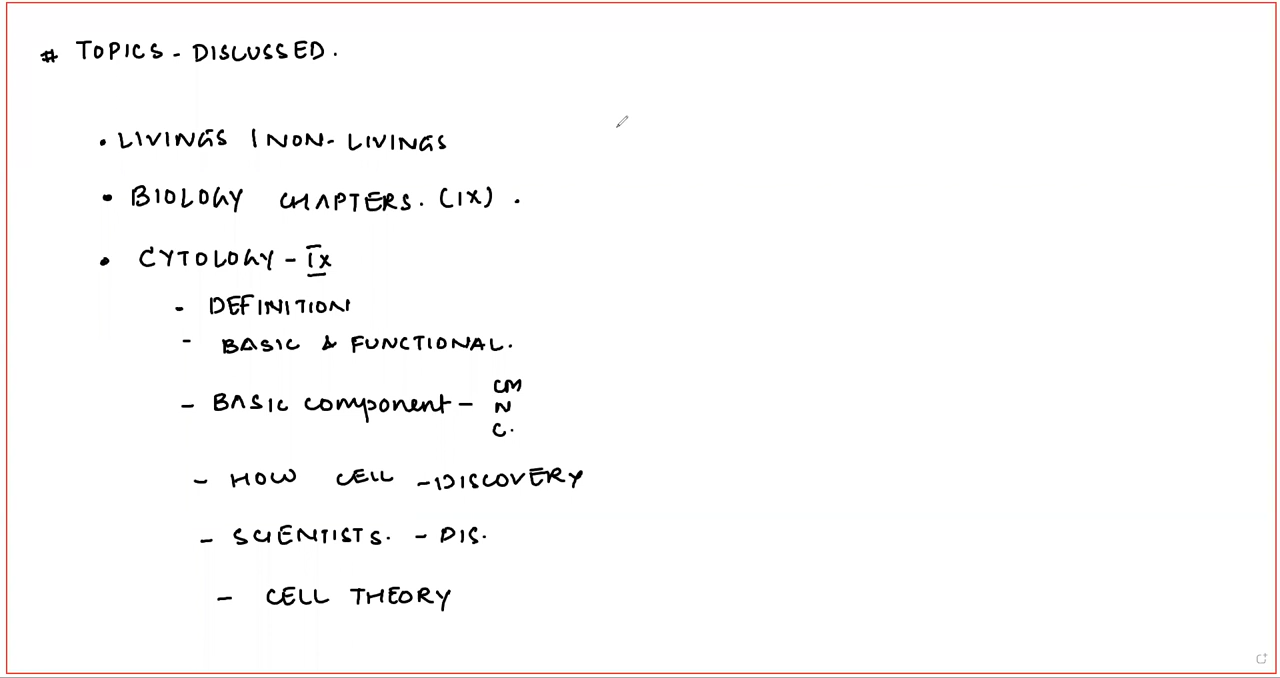 # TOPICS - DISCUSSED.
• LIVINGS | NON- LIVINGS
• BIOLOGY CHAPTERS. (IX) .
• CYTOLOGY - IX
- DEFINITION
- BASIC & FUNCTIONAL.
- BASIC component - CM
N
C.
- HOW CELL - DISCOVERY
- SCIENTISTS. - DIS.
- CELL THEORY